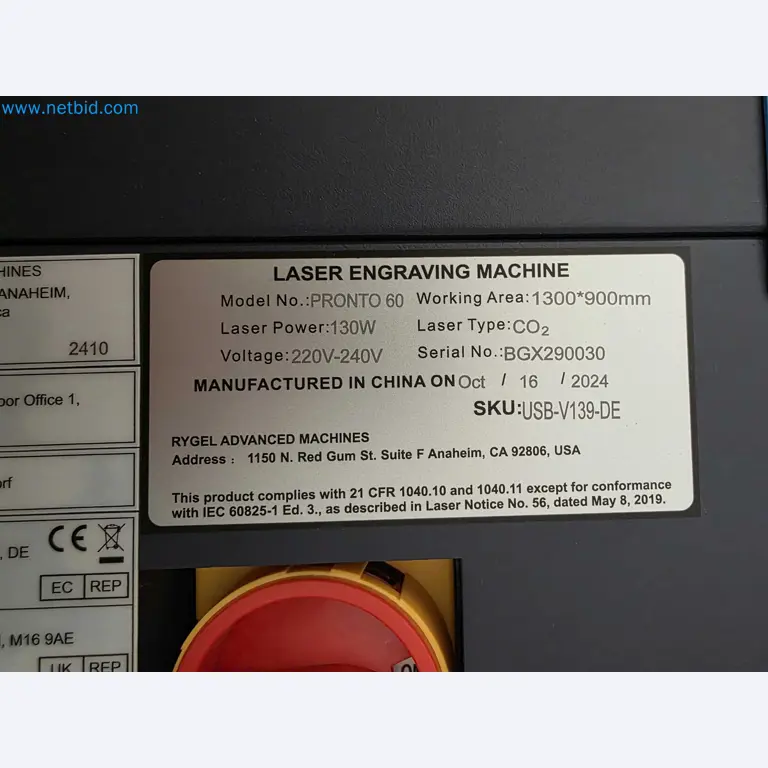 www.netbid.com
HINES
ANAHEIM,
ca
2410
oor Office 1,
orf
, DE
CE
EC REP
, M16 9AE
UK REP
LASER ENGRAVING MACHINE
Model No.:PRONTO 60 Working Area:1300*900mm
Laser Power:130W Laser Type:CO₂
Voltage:220V-240V Serial No.:BGX290030
MANUFACTURED IN CHINA ON Oct / 16 / 2024
SKU:USB-V139-DE
RYGEL ADVANCED MACHINES
Address : 1150 N. Red Gum St. Suite F Anaheim, CA 92806, USA
This product complies with 21 CFR 1040.10 and 1040.11 except for conformance
with IEC 60825-1 Ed. 3., as described in Laser Notice No. 56, dated May 8, 2019.
ON